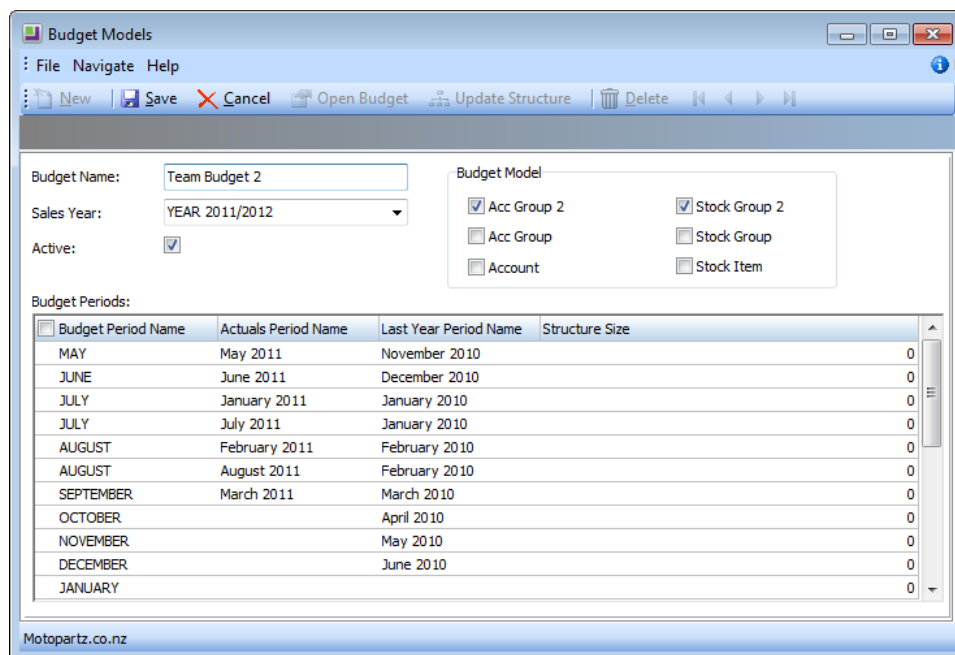 Budget Models
File Navigate Help
New Save Cancel Open Budget Update Structure Delete
Budget Name: Team Budget 2
Sales Year: YEAR 2011/2012
Active:
Budget Model
Acc Group 2 Stock Group 2
Acc Group Stock Group
Account Stock Item
Budget Periods:
Budget Period Name Actuals Period Name Last Year Period Name Structure Size
MAY May 2011 November 2010 0
JUNE June 2011 December 2010 0
JULY January 2011 January 2010 0
JULY July 2011 January 2010 0
AUGUST February 2011 February 2010 0
AUGUST August 2011 February 2010 0
SEPTEMBER March 2011 March 2010 0
OCTOBER April 2010 0
NOVEMBER May 2010 0
DECEMBER June 2010 0
JANUARY 0
Motopartz.co.nz